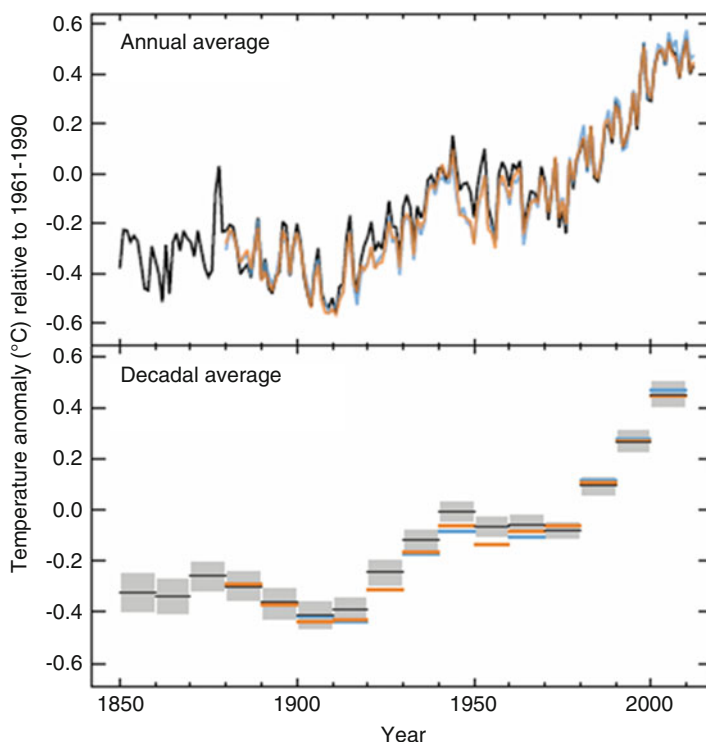 Temperature anomaly (°C) relative to 1961-1990
Annual average
0.6
0.4
0.2
0.0
-0.2
-0.4
-0.6
Decadal average
0.6
0.4
0.2
0.0
-0.2
-0.4
-0.6
1850 1900 1950 2000
Year